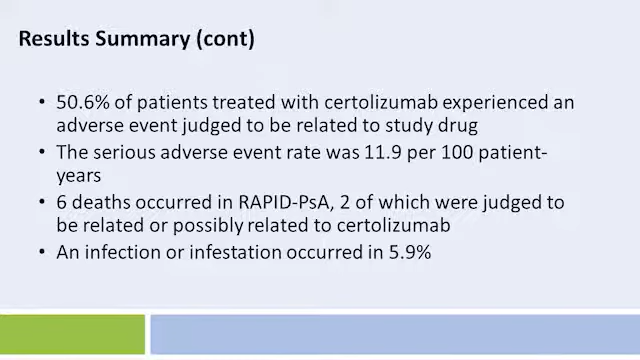 Results Summary (cont)
• 50.6% of patients treated with certolizumab experienced an
adverse event judged to be related to study drug
• The serious adverse event rate was 11.9 per 100 patient-
years
• 6 deaths occurred in RAPID-PsA, 2 of which were judged to
be related or possibly related to certolizumab
• An infection or infestation occurred in 5.9%